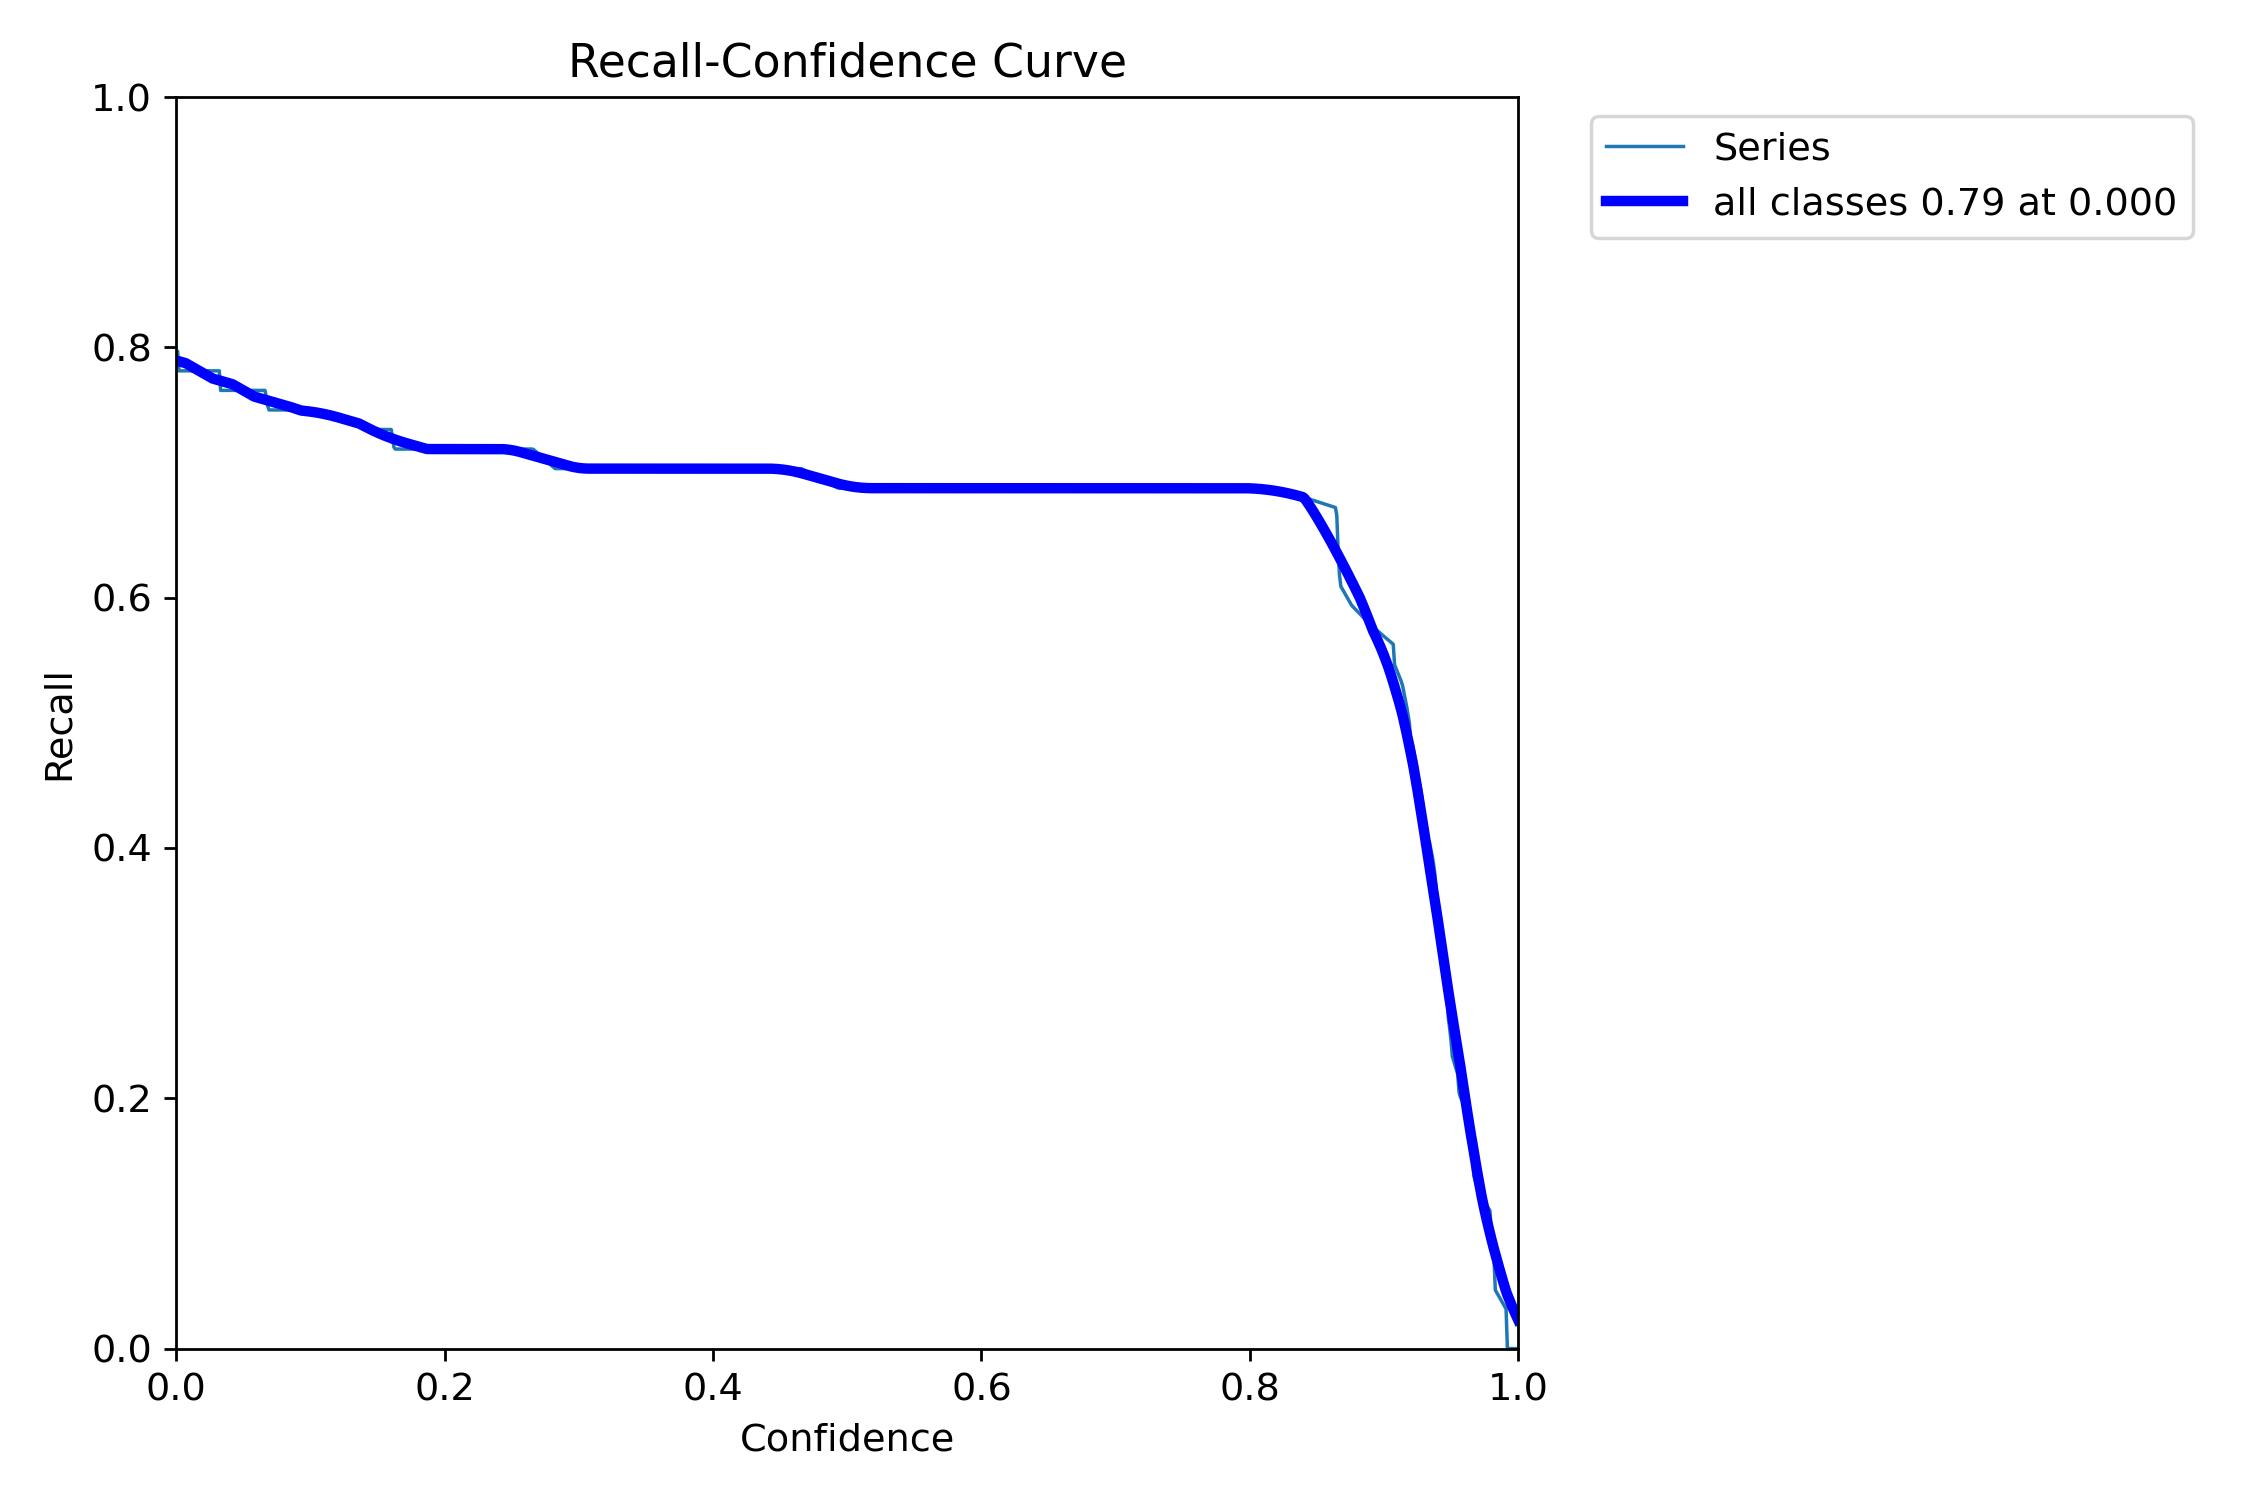 Recall-Confidence Curve
1.0
0.8
0.6
0.4
0.2
0.0
Recall
0.0 0.2 0.4 0.6 0.8 1.0
Confidence
Series
all classes 0.79 at 0.000